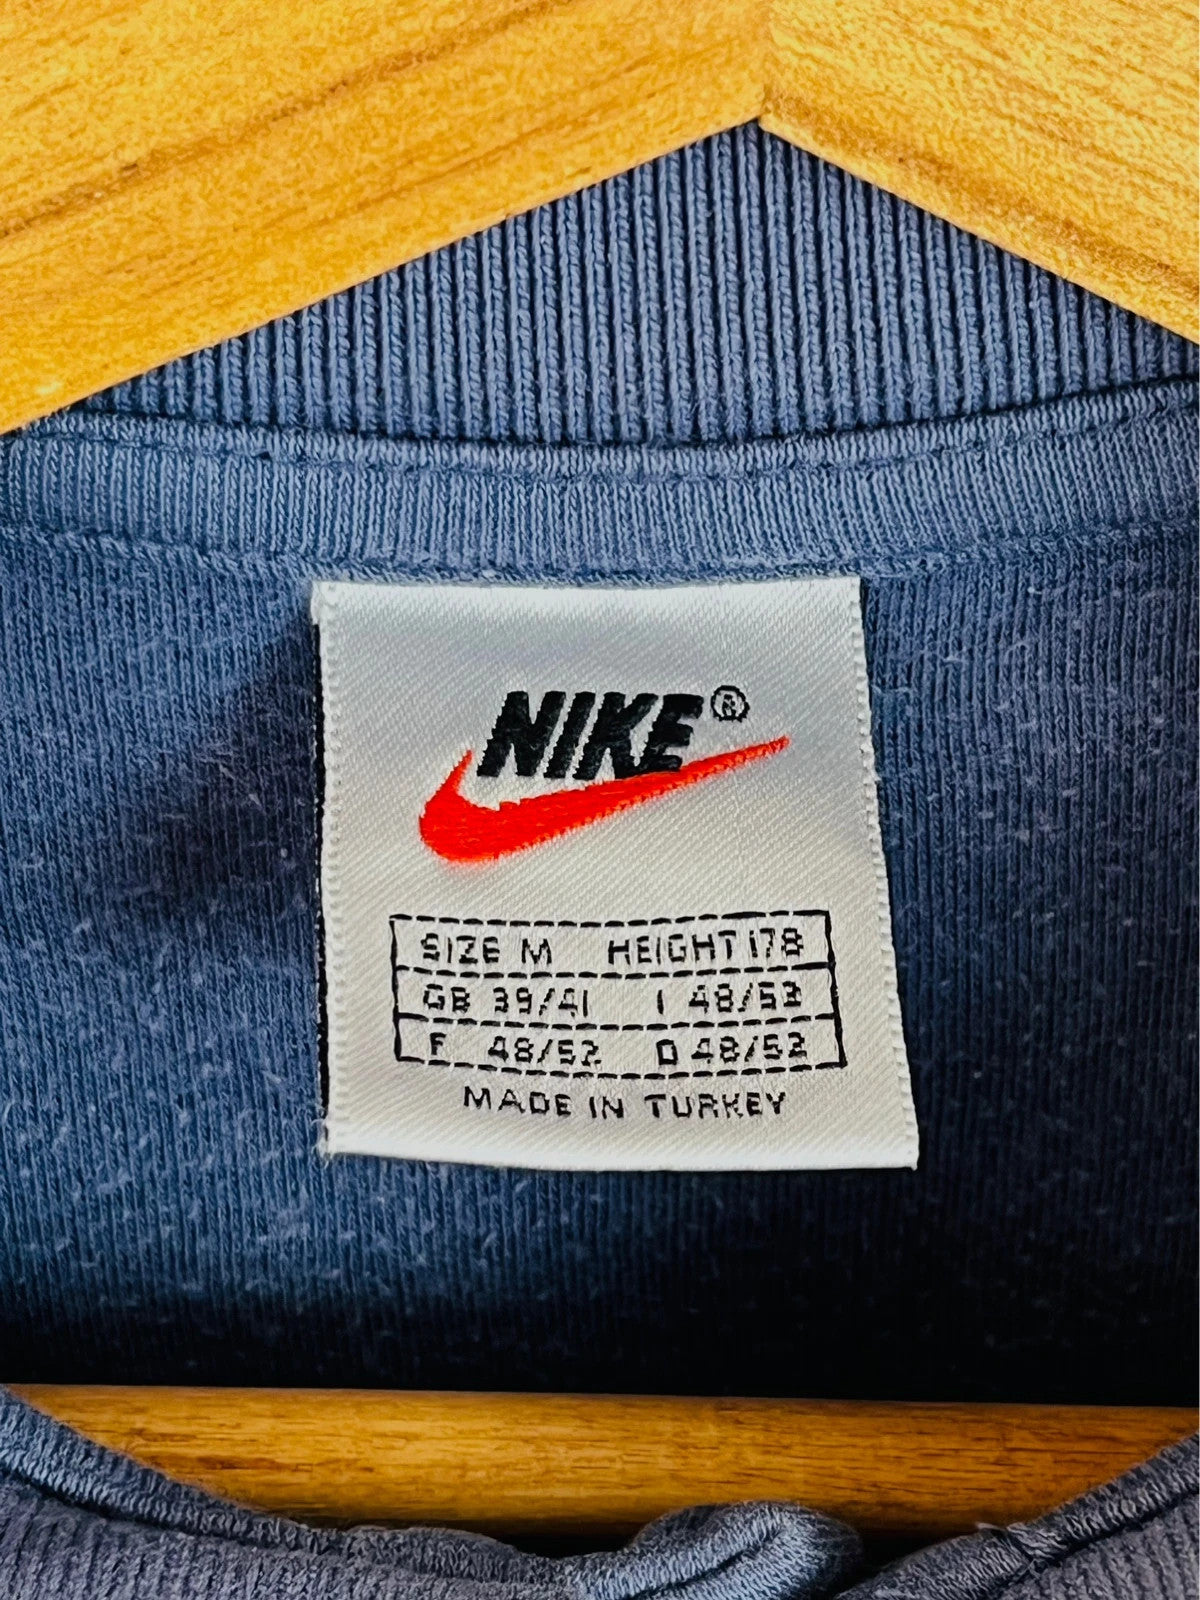 NIKE®
SIZE M HEIGHT 178
GB 39/41 I 48/52
F 48/52 D 48/52
MADE IN TURKEY